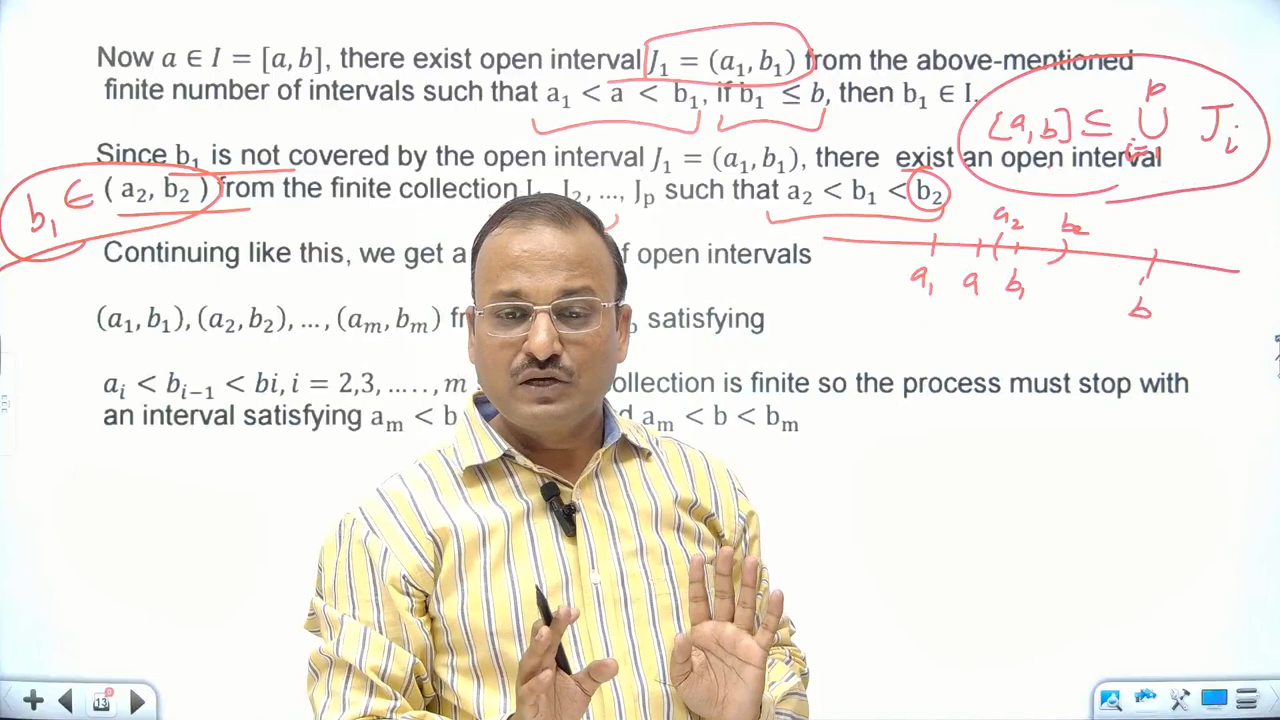 Now a ∈ I = [a, b], there exist open interval J₁ = (a₁, b₁) from the above-mentioned
finite number of intervals such that a₁ < a < b₁, if b₁ ≤ b, then b₁ ∈ I.
[a, b] ⊆ ⋃ᵖᵢ₌₁ Jᵢ
Since b₁ is not covered by the open interval J₁ = (a₁, b₁), there exist an open interval
b₁ ∈ ( a₂, b₂ ) from the finite collection J₂, ..., Jₚ such that a₂ < b₁ < b₂
a₂ b₂
a₁ a b₁ b
Continuing like this, we get a f open intervals
(a₁, b₁), (a₂, b₂), ... , (aₘ, bₘ) satisfying
aᵢ < bᵢ₋₁ < bi, i = 2,3, ... .. , m ollection is finite so the process must stop with
an interval satisfying aₘ < b aₘ < b < bₘ
13